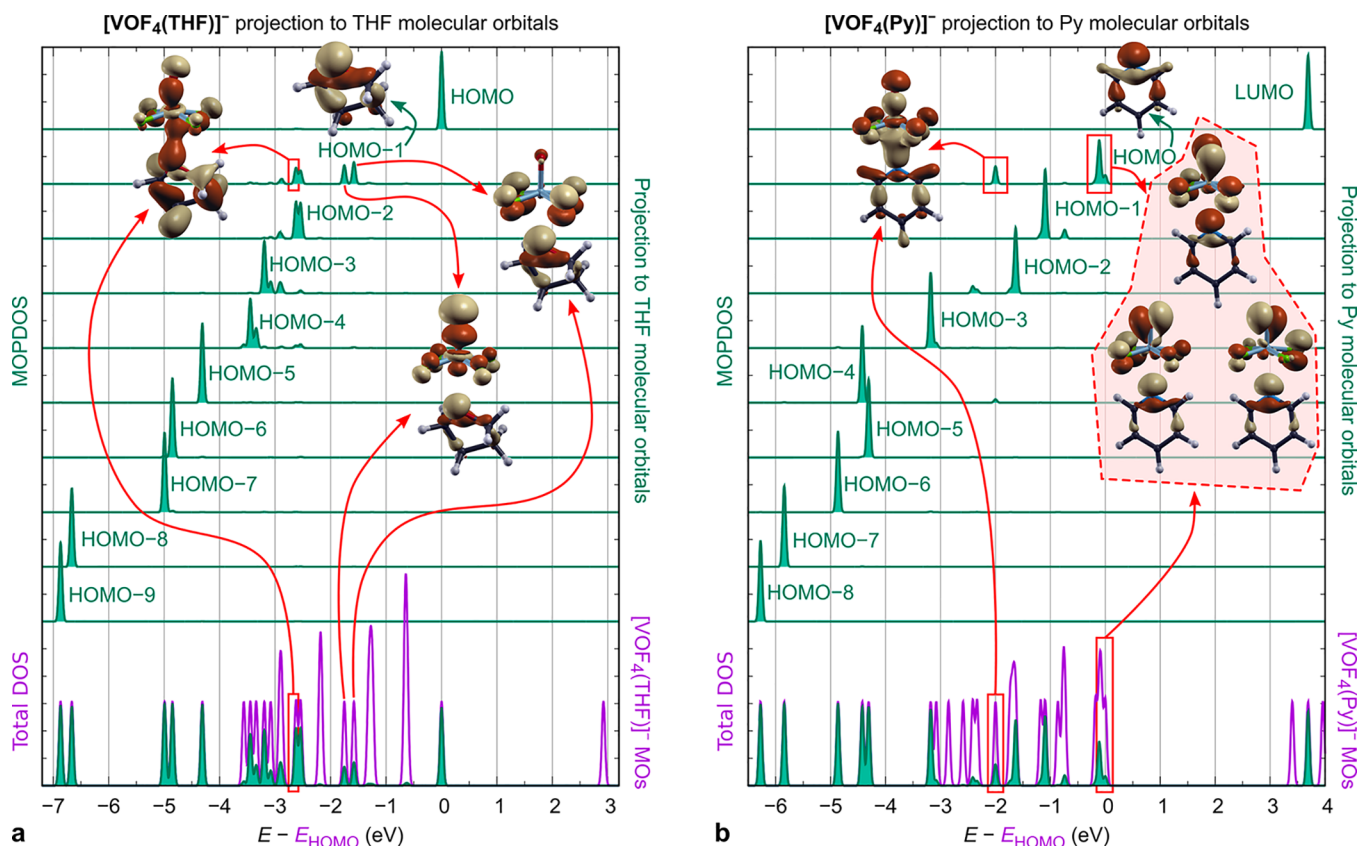 [VOF₄(THF)]⁻ projection to THF molecular orbitals
HOMO
HOMO−1
HOMO−2
HOMO−3
HOMO−4
HOMO−5
HOMO−6
HOMO−7
HOMO−8
HOMO−9
MOPDOS
Total DOS
Projection to THF molecular orbitals
[VOF₄(THF)]⁻ MOs
−7 −6 −5 −4 −3 −2 −1 0 1 2 3
E − E_HOMO (eV)
a
[VOF₄(Py)]⁻ projection to Py molecular orbitals
LUMO
HOMO
HOMO−1
HOMO−2
HOMO−3
HOMO−4
HOMO−5
HOMO−6
HOMO−7
HOMO−8
MOPDOS
Total DOS
Projection to Py molecular orbitals
[VOF₄(Py)]⁻ MOs
−6 −5 −4 −3 −2 −1 0 1 2 3 4
E − E_HOMO (eV)
b